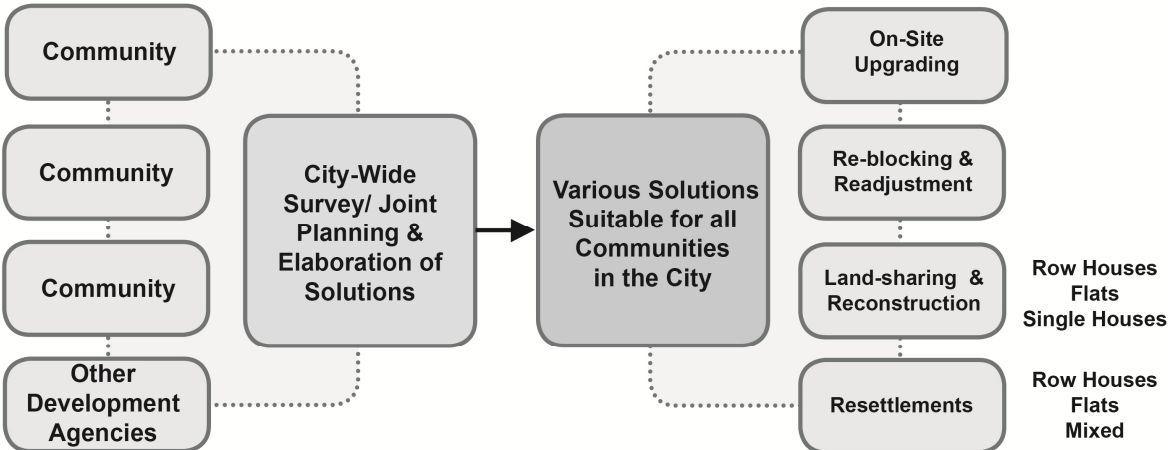 Community
Community
Community
Other
Development
Agencies
City-Wide
Survey/ Joint
Planning &
Elaboration of
Solutions
Various Solutions
Suitable for all
Communities
in the City
On-Site
Upgrading
Re-blocking &
Readjustment
Land-sharing &
Reconstruction
Row Houses
Flats
Single Houses
Resettlements
Row Houses
Flats
Mixed